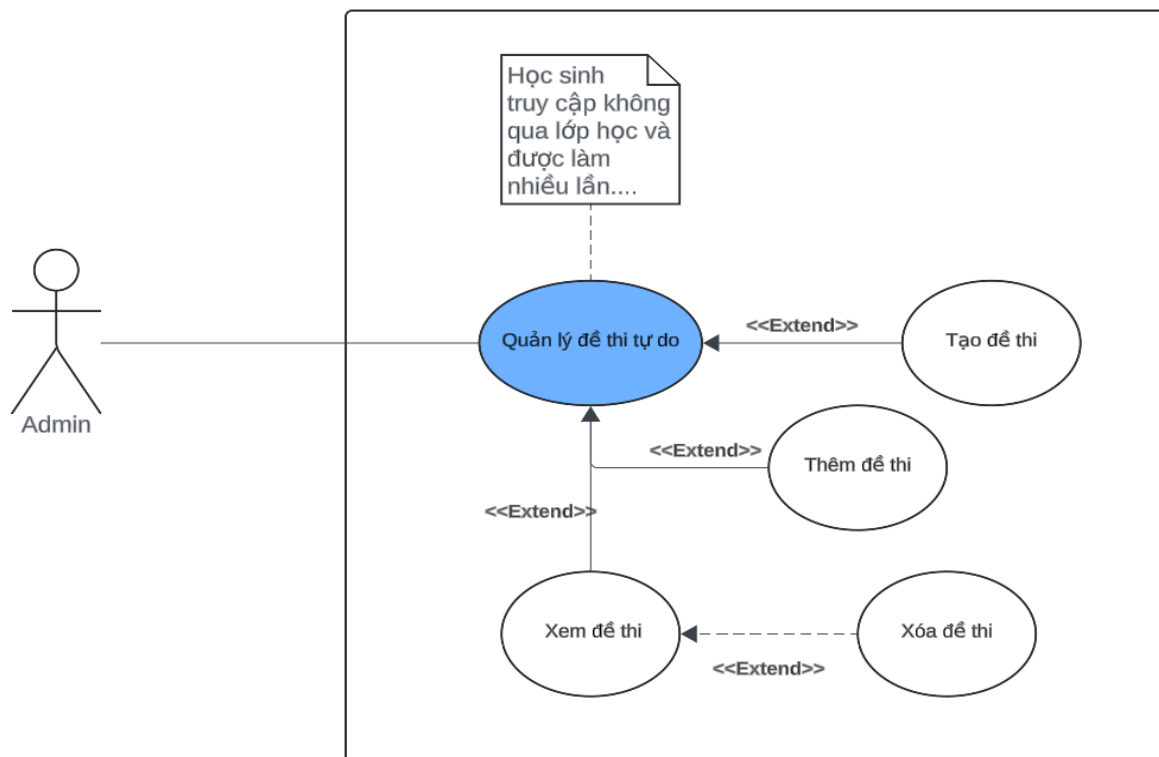 Học sinh
truy cập không
qua lớp học và
được làm
nhiều lần....
Quản lý đề thi tự do
<<Extend>>
Tạo đề thi
Admin
<<Extend>>
Thêm đề thi
<<Extend>>
Xem đề thi
Xóa đề thi
<<Extend>>